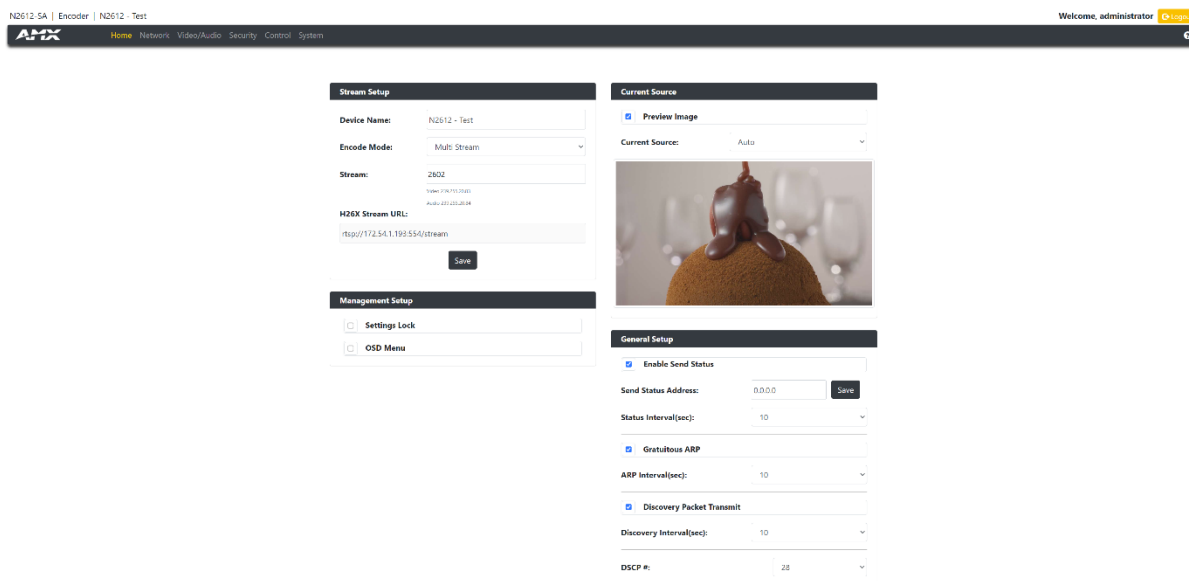 N2612-SA | Encoder | N2612 - Test
Welcome, administrator
AMX
Home Network Video/Audio Security Control System
Stream Setup
Device Name: N2612 - Test
Encode Mode: Multi Stream
Stream: 2602
H26X Stream URL:
rtsp://172.54.1.193:554/stream
Save
Management Setup
Settings Lock
OSD Menu
Current Source
Preview Image
Current Source: Auto
General Setup
Enable Send Status
Send Status Address: 0.0.0.0 Save
Status Interval(sec): 10
Gratuitous ARP
ARP Interval(sec): 10
Discovery Packet Transmit
Discovery Interval(sec): 10
DSCP #: 28